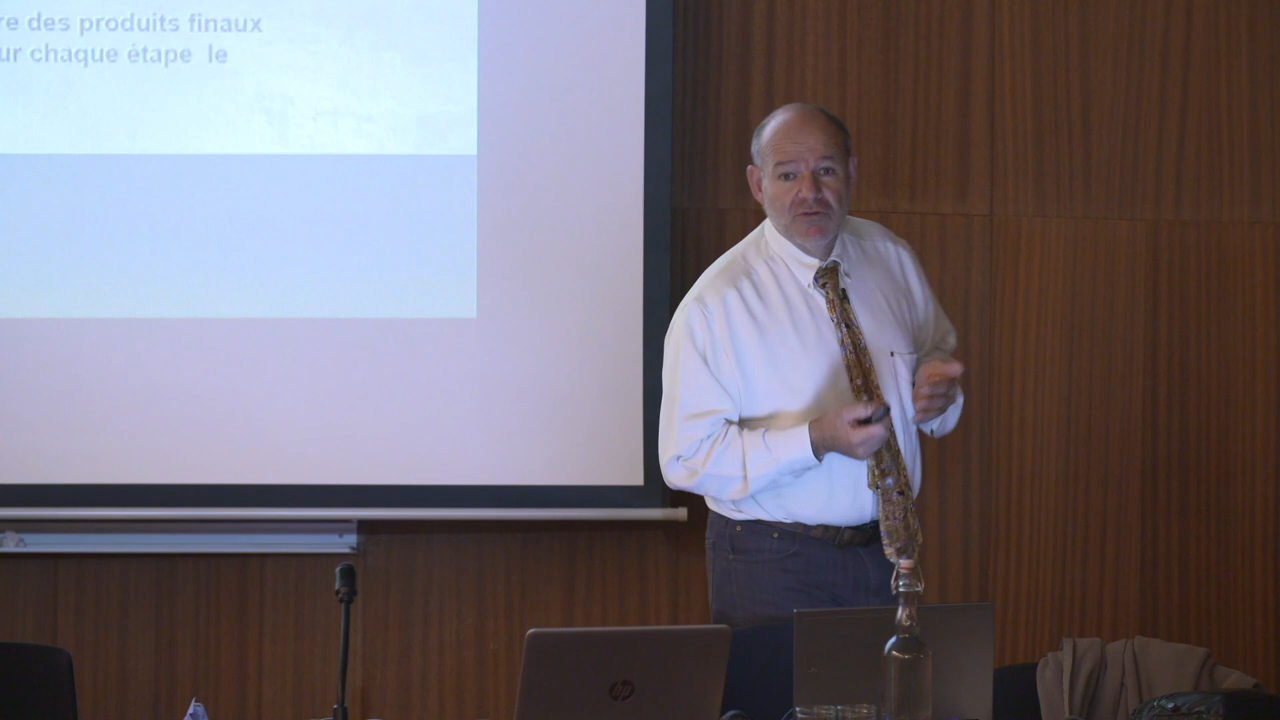 re des produits finaux
ur chaque étape le
hp